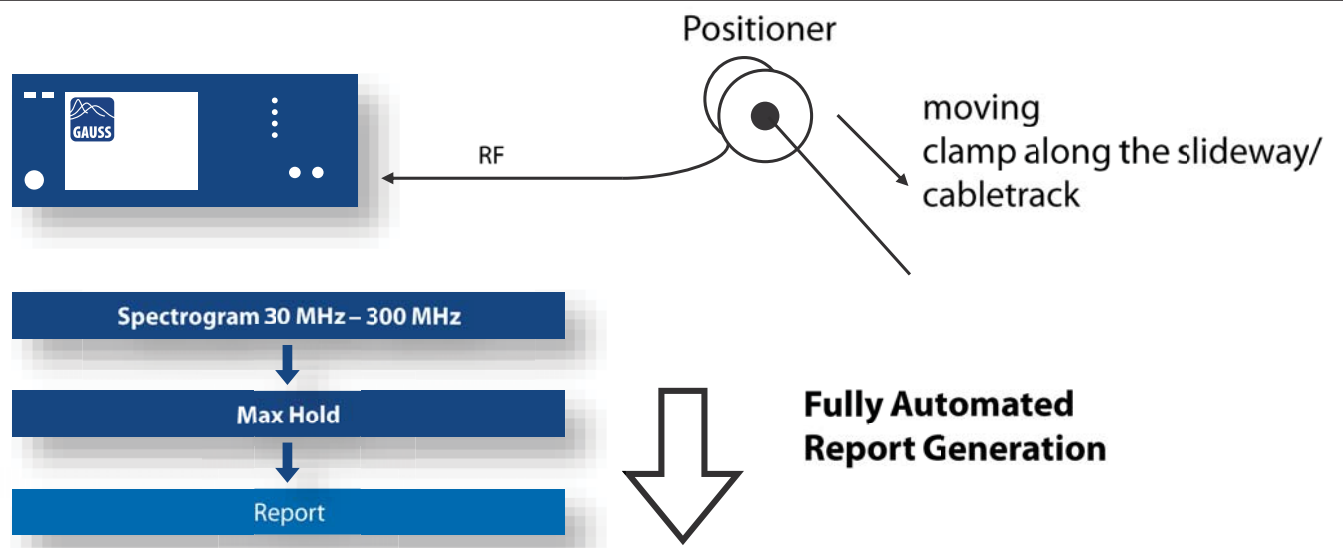 Positioner
GAUSS
RF
moving
clamp along the slideway/
cabletrack
Spectrogram 30 MHz – 300 MHz
Max Hold
Report
Fully Automated
Report Generation